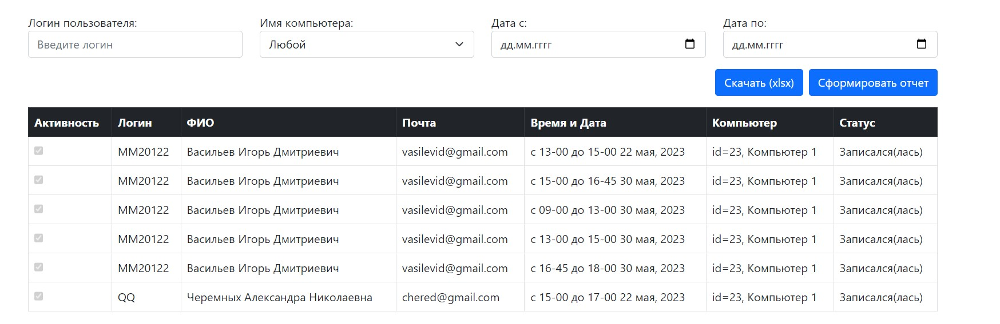 Логин пользователя: Имя компьютера: Дата с: Дата по:
Введите логин Любой дд.мм.гггг дд.мм.гггг
Скачать (xlsx) Сформировать отчет
Активность Логин ФИО Почта Время и Дата Компьютер Статус
MM20122 Васильев Игорь Дмитриевич vasilevid@gmail.com с 13-00 до 15-00 22 мая, 2023 id=23, Компьютер 1 Записался(лась)
MM20122 Васильев Игорь Дмитриевич vasilevid@gmail.com с 15-00 до 16-45 30 мая, 2023 id=23, Компьютер 1 Записался(лась)
MM20122 Васильев Игорь Дмитриевич vasilevid@gmail.com с 09-00 до 13-00 30 мая, 2023 id=23, Компьютер 1 Записался(лась)
MM20122 Васильев Игорь Дмитриевич vasilevid@gmail.com с 13-00 до 15-00 30 мая, 2023 id=23, Компьютер 1 Записался(лась)
MM20122 Васильев Игорь Дмитриевич vasilevid@gmail.com с 16-45 до 18-00 30 мая, 2023 id=23, Компьютер 1 Записался(лась)
QQ Черемных Александра Николаевна chered@gmail.com с 15-00 до 17-00 22 мая, 2023 id=23, Компьютер 1 Записался(лась)